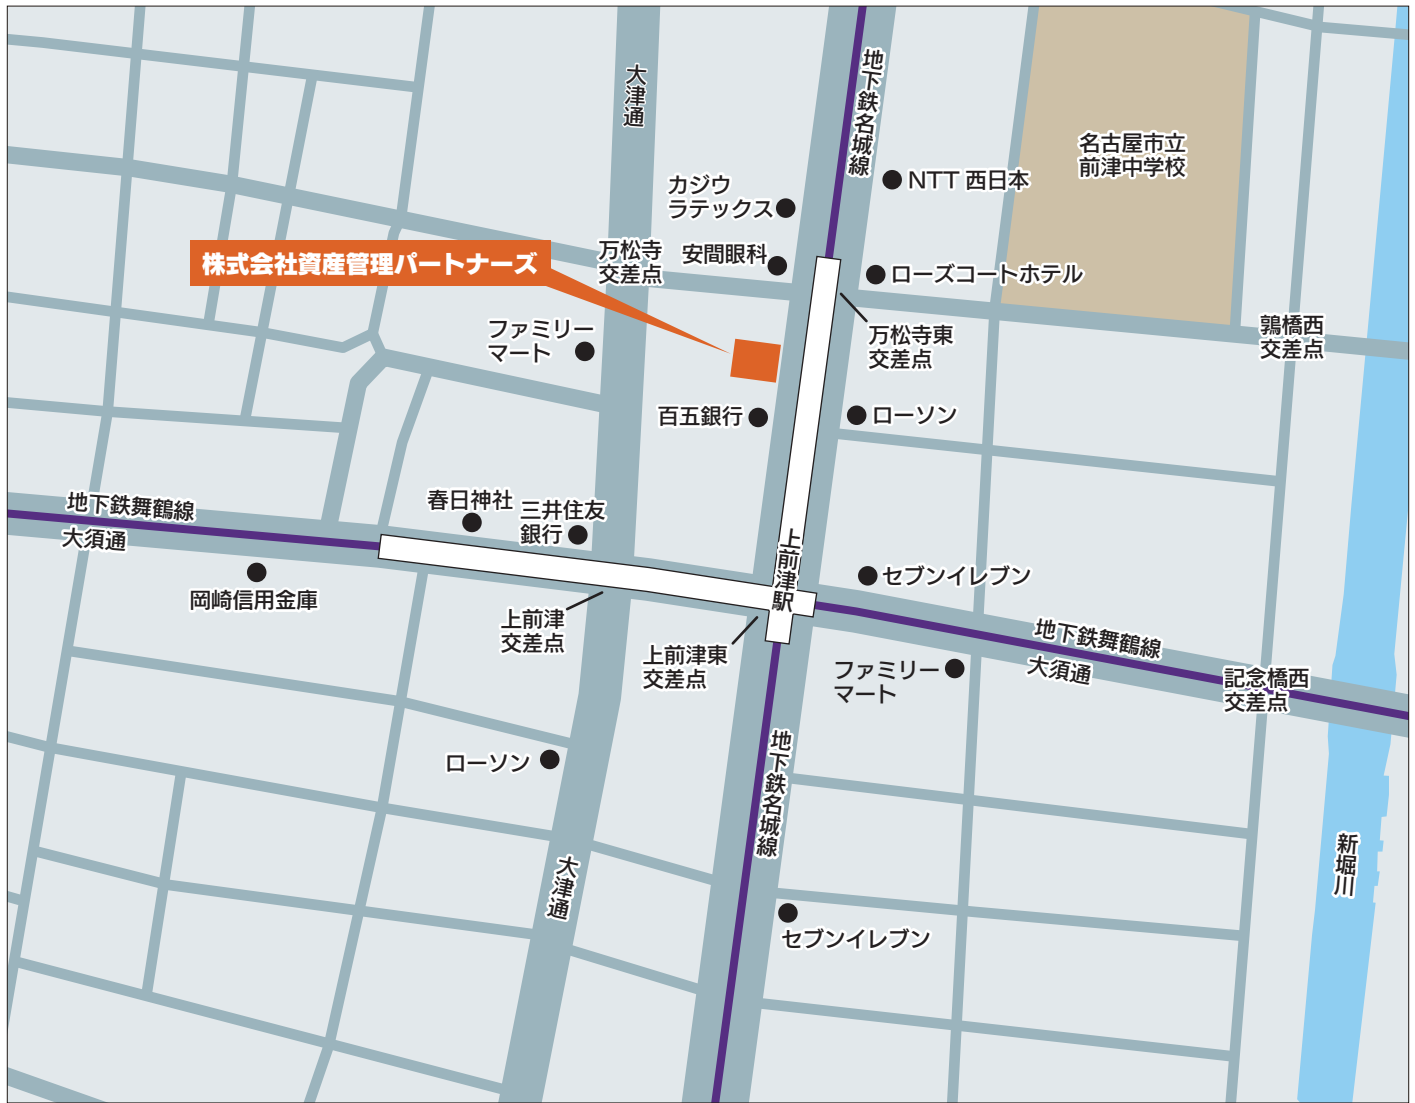 大津通
地下鉄名城線
名古屋市立
前津中学校
NTT 西日本
カジウ
ラテックス
株式会社資産管理パートナーズ
万松寺
交差点
安間眼科
ローズコートホテル
ファミリー
マート
万松寺東
交差点
鶉橋西
交差点
百五銀行
ローソン
地下鉄舞鶴線
大須通
春日神社
三井住友
銀行
上前津駅
岡崎信用金庫
セブンイレブン
上前津
交差点
上前津東
交差点
地下鉄舞鶴線
大須通
ファミリー
マート
記念橋西
交差点
ローソン
地下鉄名城線
大津通
新堀川
セブンイレブン